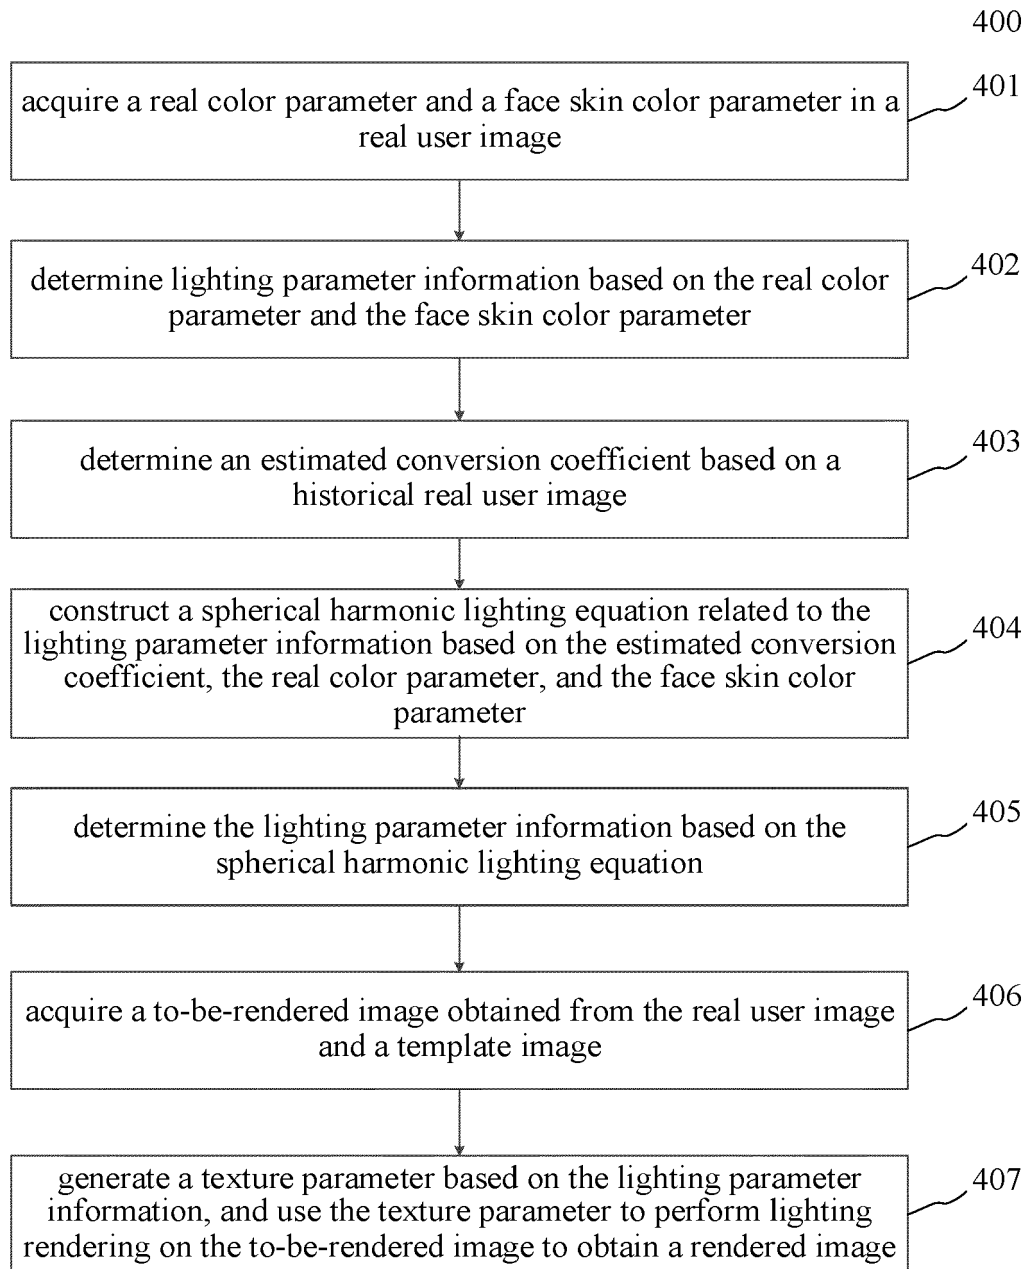 400
acquire a real color parameter and a face skin color parameter in a
real user image
401
determine lighting parameter information based on the real color
parameter and the face skin color parameter
402
determine an estimated conversion coefficient based on a
historical real user image
403
construct a spherical harmonic lighting equation related to the
lighting parameter information based on the estimated conversion
coefficient, the real color parameter, and the face skin color
parameter
404
determine the lighting parameter information based on the
spherical harmonic lighting equation
405
acquire a to-be-rendered image obtained from the real user image
and a template image
406
generate a texture parameter based on the lighting parameter
information, and use the texture parameter to perform lighting
rendering on the to-be-rendered image to obtain a rendered image
407